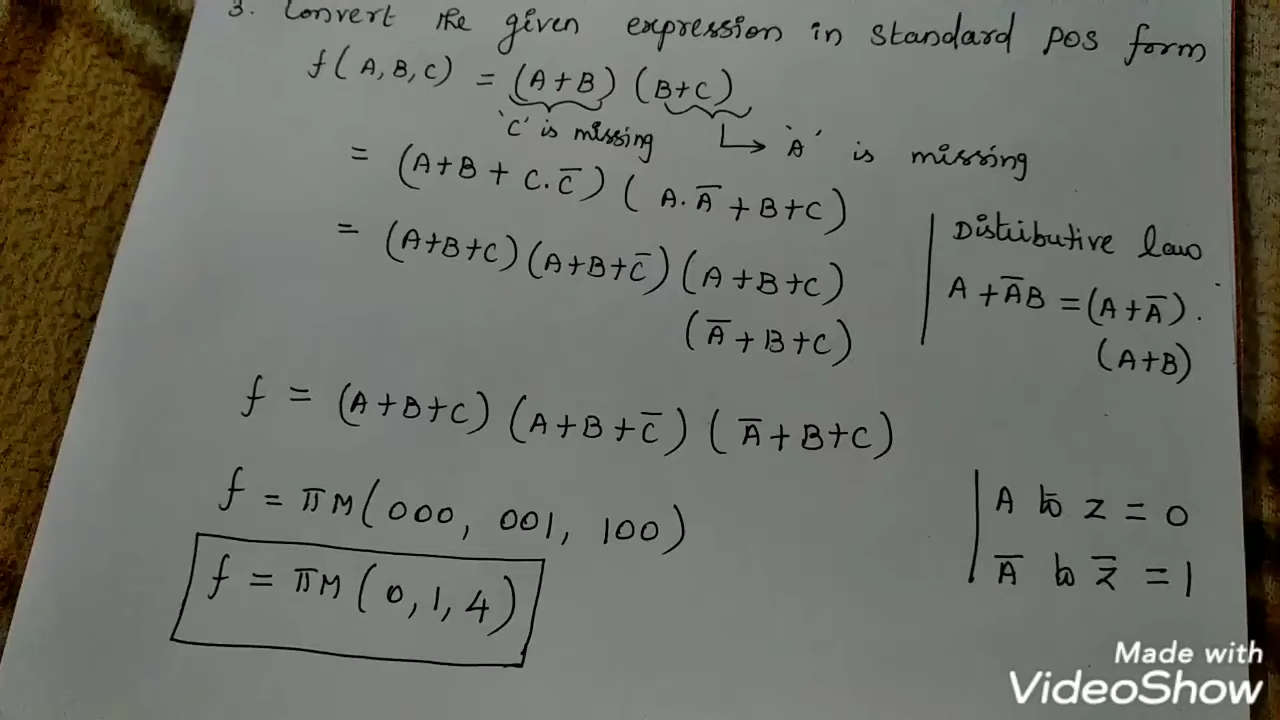 3. Convert the given expression in Standard pos form
f(A,B,C) = (A+B) (B+C)
'C' is missing → 'A' is missing
= (A+B + C.C̅) (A.A̅ + B+C)
= (A+B+C) (A+B+C̅) (A+B+C)
(A̅+B+C)
Distributive law
A + A̅B = (A+A̅).
(A+B)
f = (A+B+C) (A+B+C̅) (A̅+B+C)
f = πM(000, 001, 100)
A to z = 0
A̅ to z̅ = 1
f = πM(0,1,4)
Made with
VideoShow